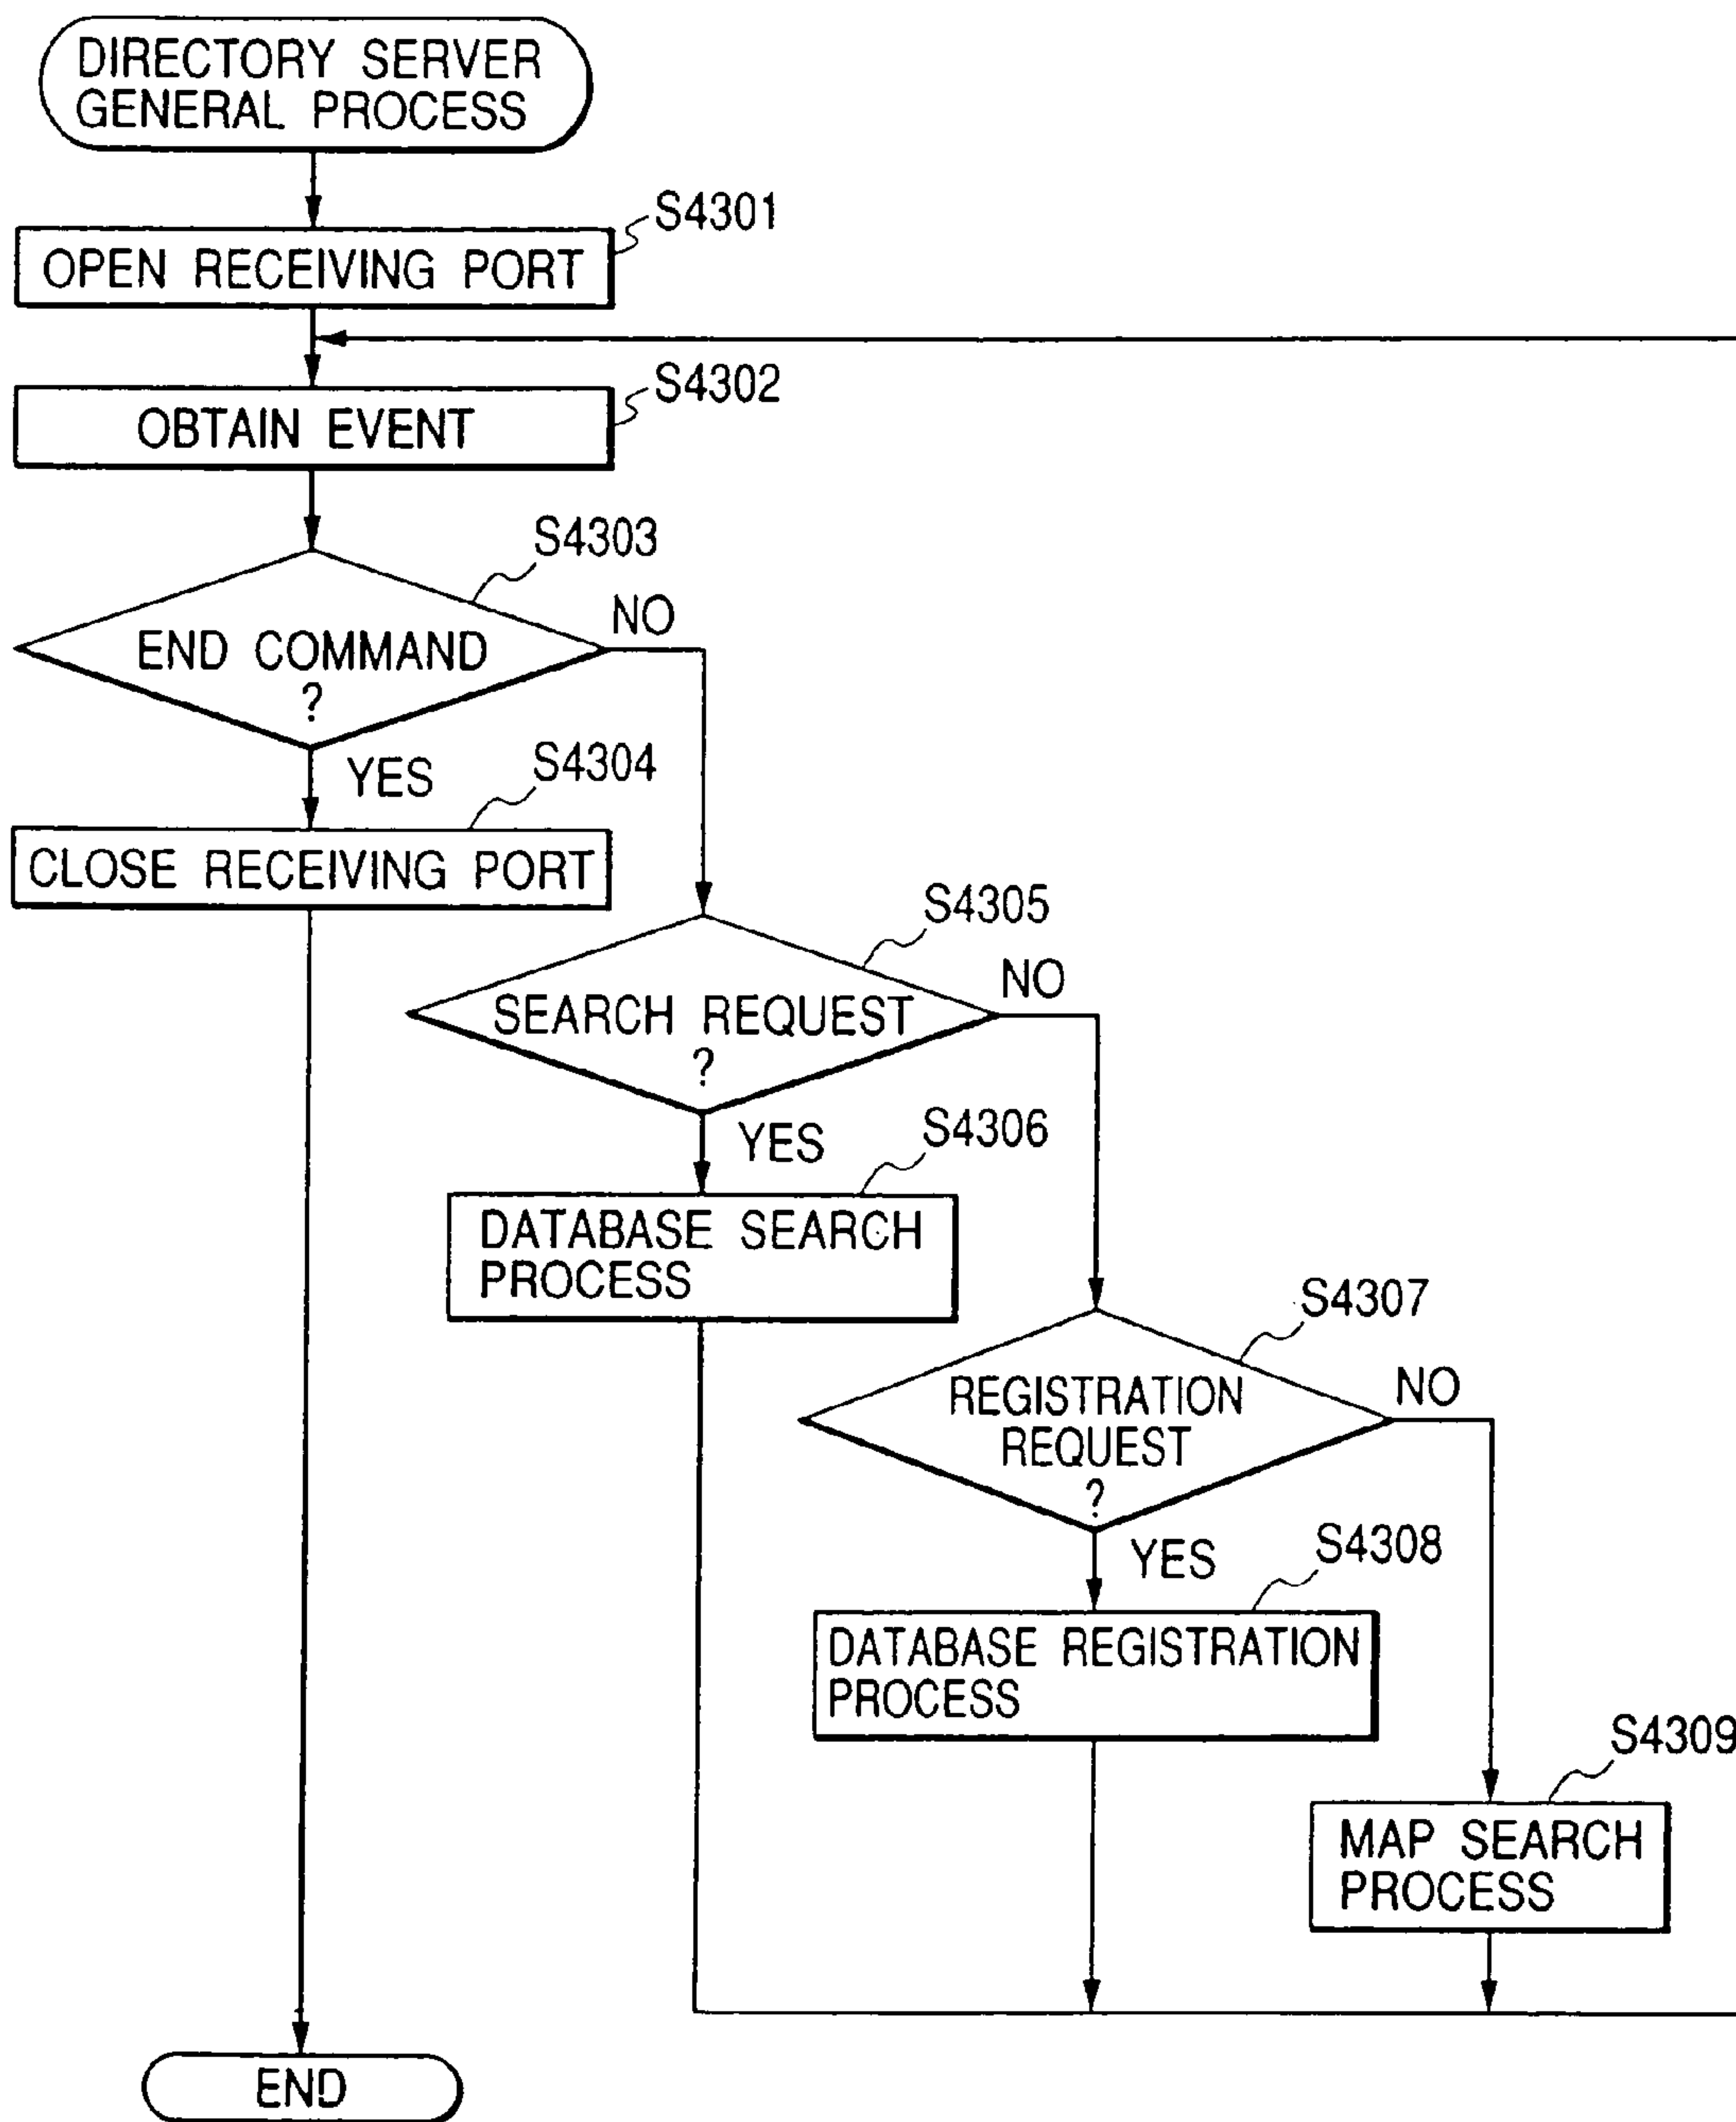 DIRECTORY SERVER
GENERAL PROCESS
S4301
OPEN RECEIVING PORT
S4302
OBTAIN EVENT
S4303
NO
END COMMAND
?
YES
S4304
CLOSE RECEIVING PORT
S4305
NO
SEARCH REQUEST
?
YES
S4306
DATABASE SEARCH
PROCESS
S4307
NO
REGISTRATION
REQUEST
?
YES
S4308
DATABASE REGISTRATION
PROCESS
S4309
MAP SEARCH
PROCESS
END